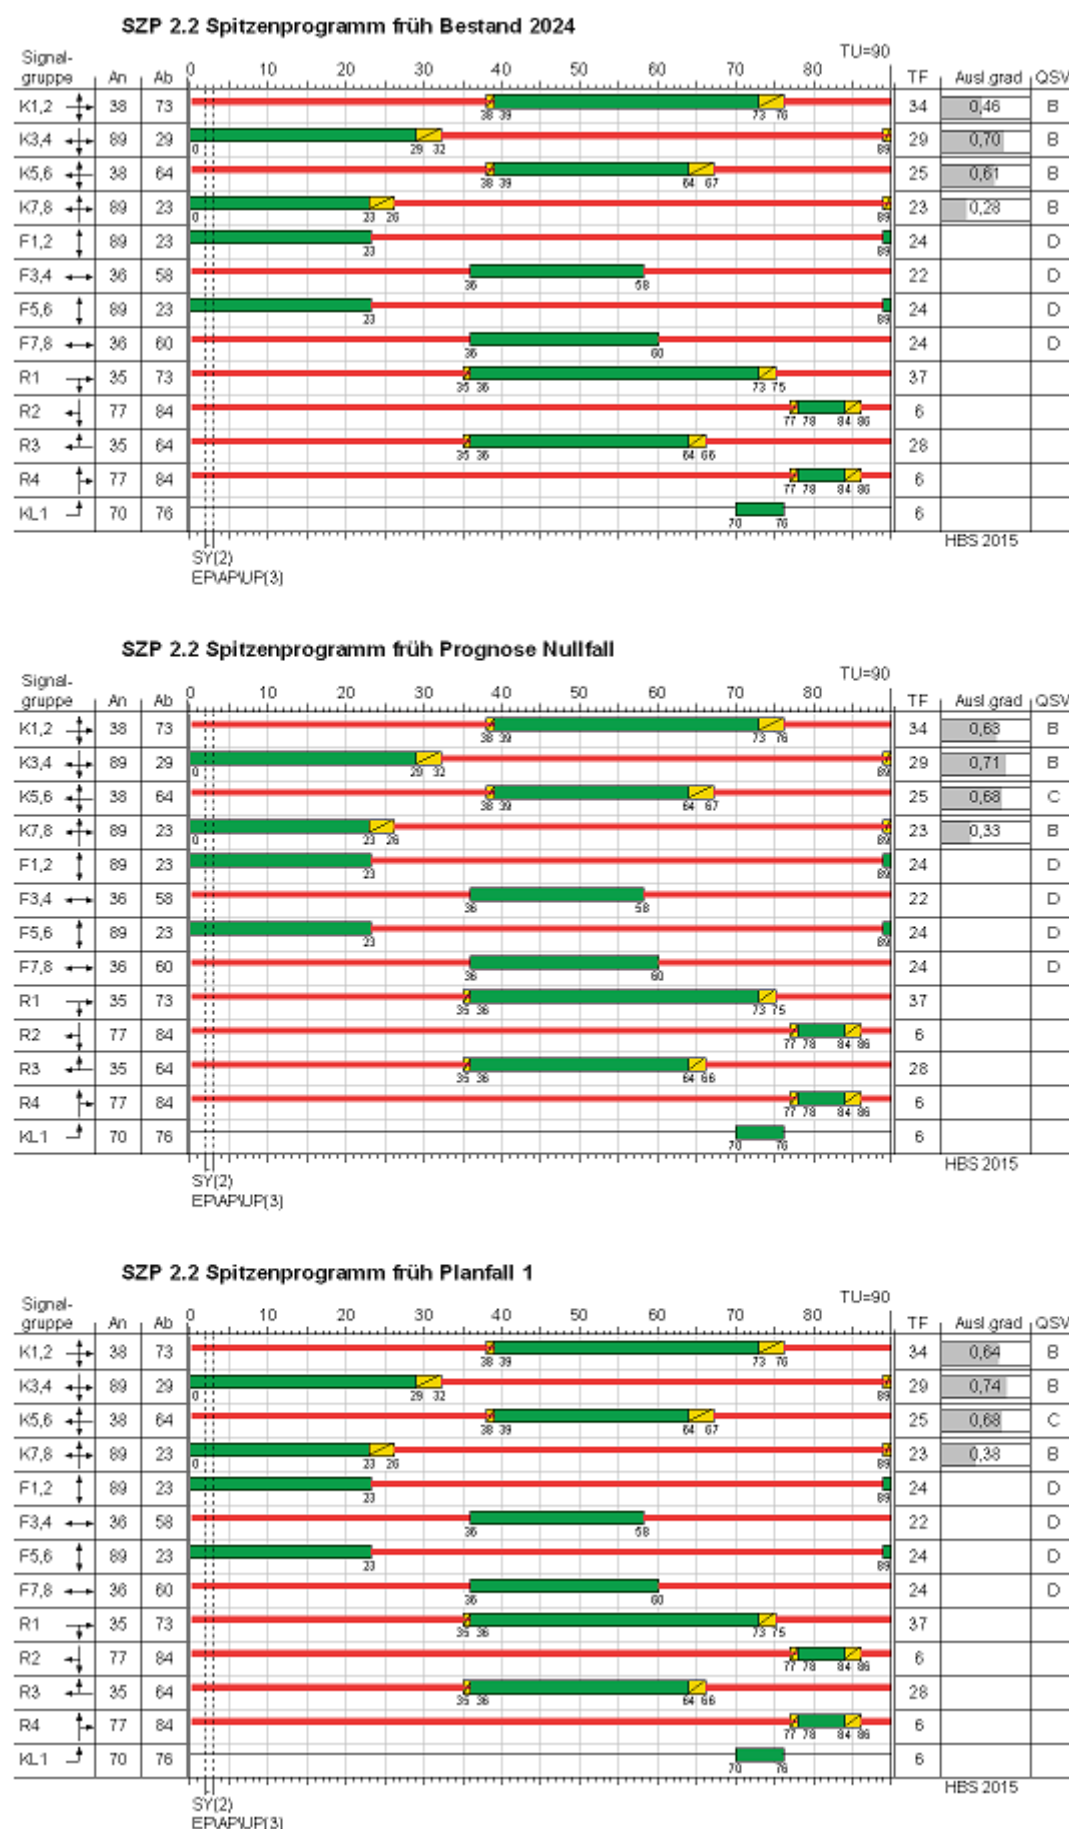 SZP 2.2 Spitzenprogramm früh Bestand 2024
TU=90
Signal-
gruppe An Ab 0 10 20 30 40 50 60 70 80 TF Ausl.grad QSV
K1,2 38 73 38 39 73 76 34 0,46 B
K3,4 89 29 0 29 32 89 29 0,70 B
K5,6 38 64 38 39 64 67 25 0,61 B
K7,8 89 23 0 23 26 89 23 0,28 B
F1,2 89 23 23 89 24 D
F3,4 36 58 36 58 22 D
F5,6 89 23 23 89 24 D
F7,8 36 60 36 60 24 D
R1 35 73 35 36 73 75 37
R2 77 84 77 78 84 86 6
R3 35 64 35 36 64 66 28
R4 77 84 77 78 84 86 6
KL1 70 76 70 76 6
HBS 2015
SY(2)
EP\AP\UP(3)
SZP 2.2 Spitzenprogramm früh Prognose Nullfall
TU=90
Signal-
gruppe An Ab 0 10 20 30 40 50 60 70 80 TF Ausl.grad QSV
K1,2 38 73 38 39 73 76 34 0,63 B
K3,4 89 29 0 29 32 89 29 0,71 B
K5,6 38 64 38 39 64 67 25 0,68 C
K7,8 89 23 0 23 26 89 23 0,33 B
F1,2 89 23 23 89 24 D
F3,4 36 58 36 58 22 D
F5,6 89 23 23 89 24 D
F7,8 36 60 36 60 24 D
R1 35 73 35 36 73 75 37
R2 77 84 77 78 84 86 6
R3 35 64 35 36 64 66 28
R4 77 84 77 78 84 86 6
KL1 70 76 70 76 6
HBS 2015
SY(2)
EP\AP\UP(3)
SZP 2.2 Spitzenprogramm früh Planfall 1
TU=90
Signal-
gruppe An Ab 0 10 20 30 40 50 60 70 80 TF Ausl.grad QSV
K1,2 38 73 38 39 73 76 34 0,64 B
K3,4 89 29 0 29 32 89 29 0,74 B
K5,6 38 64 38 39 64 67 25 0,68 C
K7,8 89 23 0 23 26 89 23 0,38 B
F1,2 89 23 23 89 24 D
F3,4 36 58 36 58 22 D
F5,6 89 23 23 89 24 D
F7,8 36 60 36 60 24 D
R1 35 73 35 36 73 75 37
R2 77 84 77 78 84 86 6
R3 35 64 35 36 64 66 28
R4 77 84 77 78 84 86 6
KL1 70 76 70 76 6
HBS 2015
SY(2)
EP\AP\UP(3)